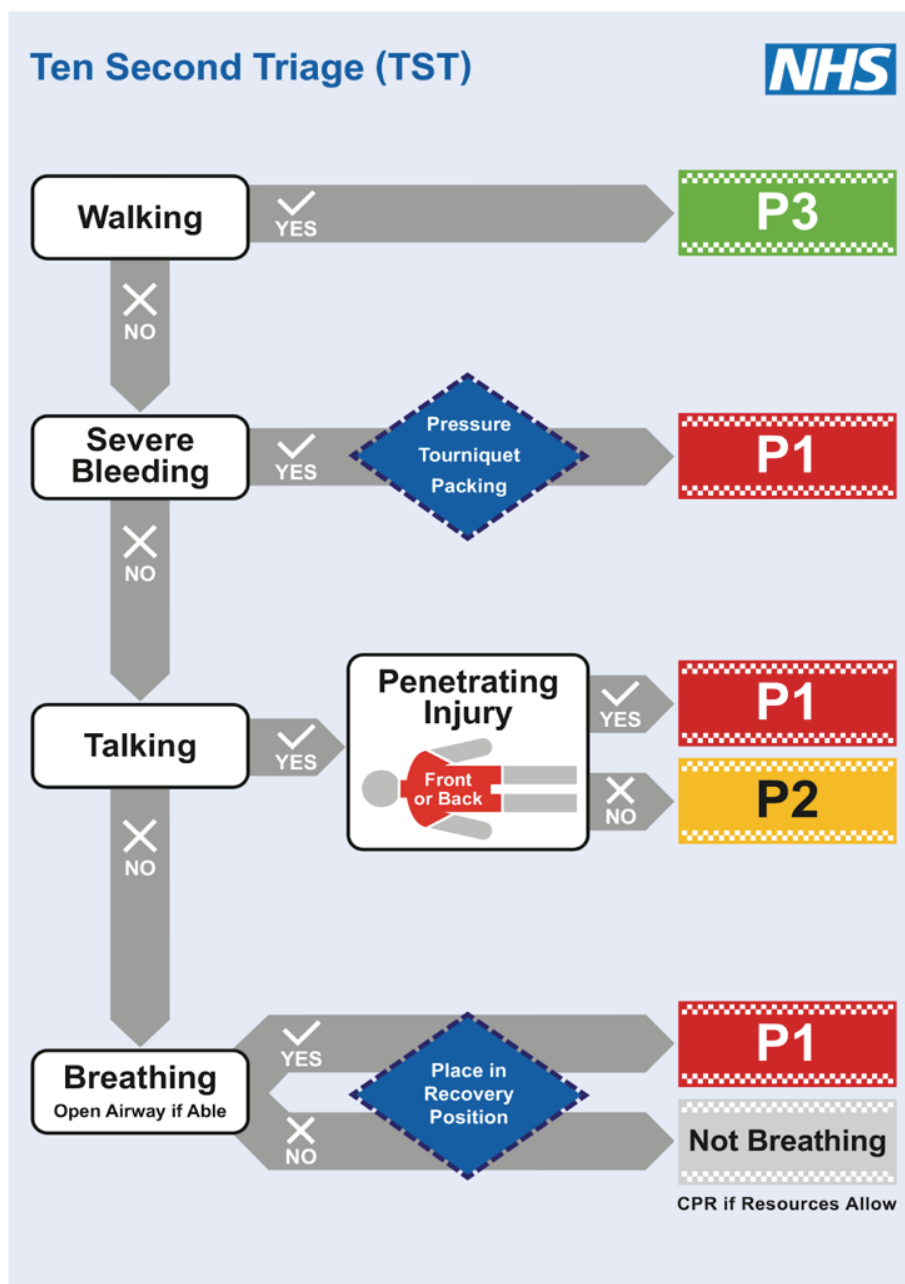 Ten Second Triage (TST)
NHS
Walking
YES
P3
NO
Severe
Bleeding
YES
Pressure
Tourniquet
Packing
P1
NO
Talking
YES
Penetrating
Injury
Front
or Back
YES
P1
NO
P2
NO
Breathing
Open Airway if Able
YES
NO
Place in
Recovery
Position
P1
Not Breathing
CPR if Resources Allow